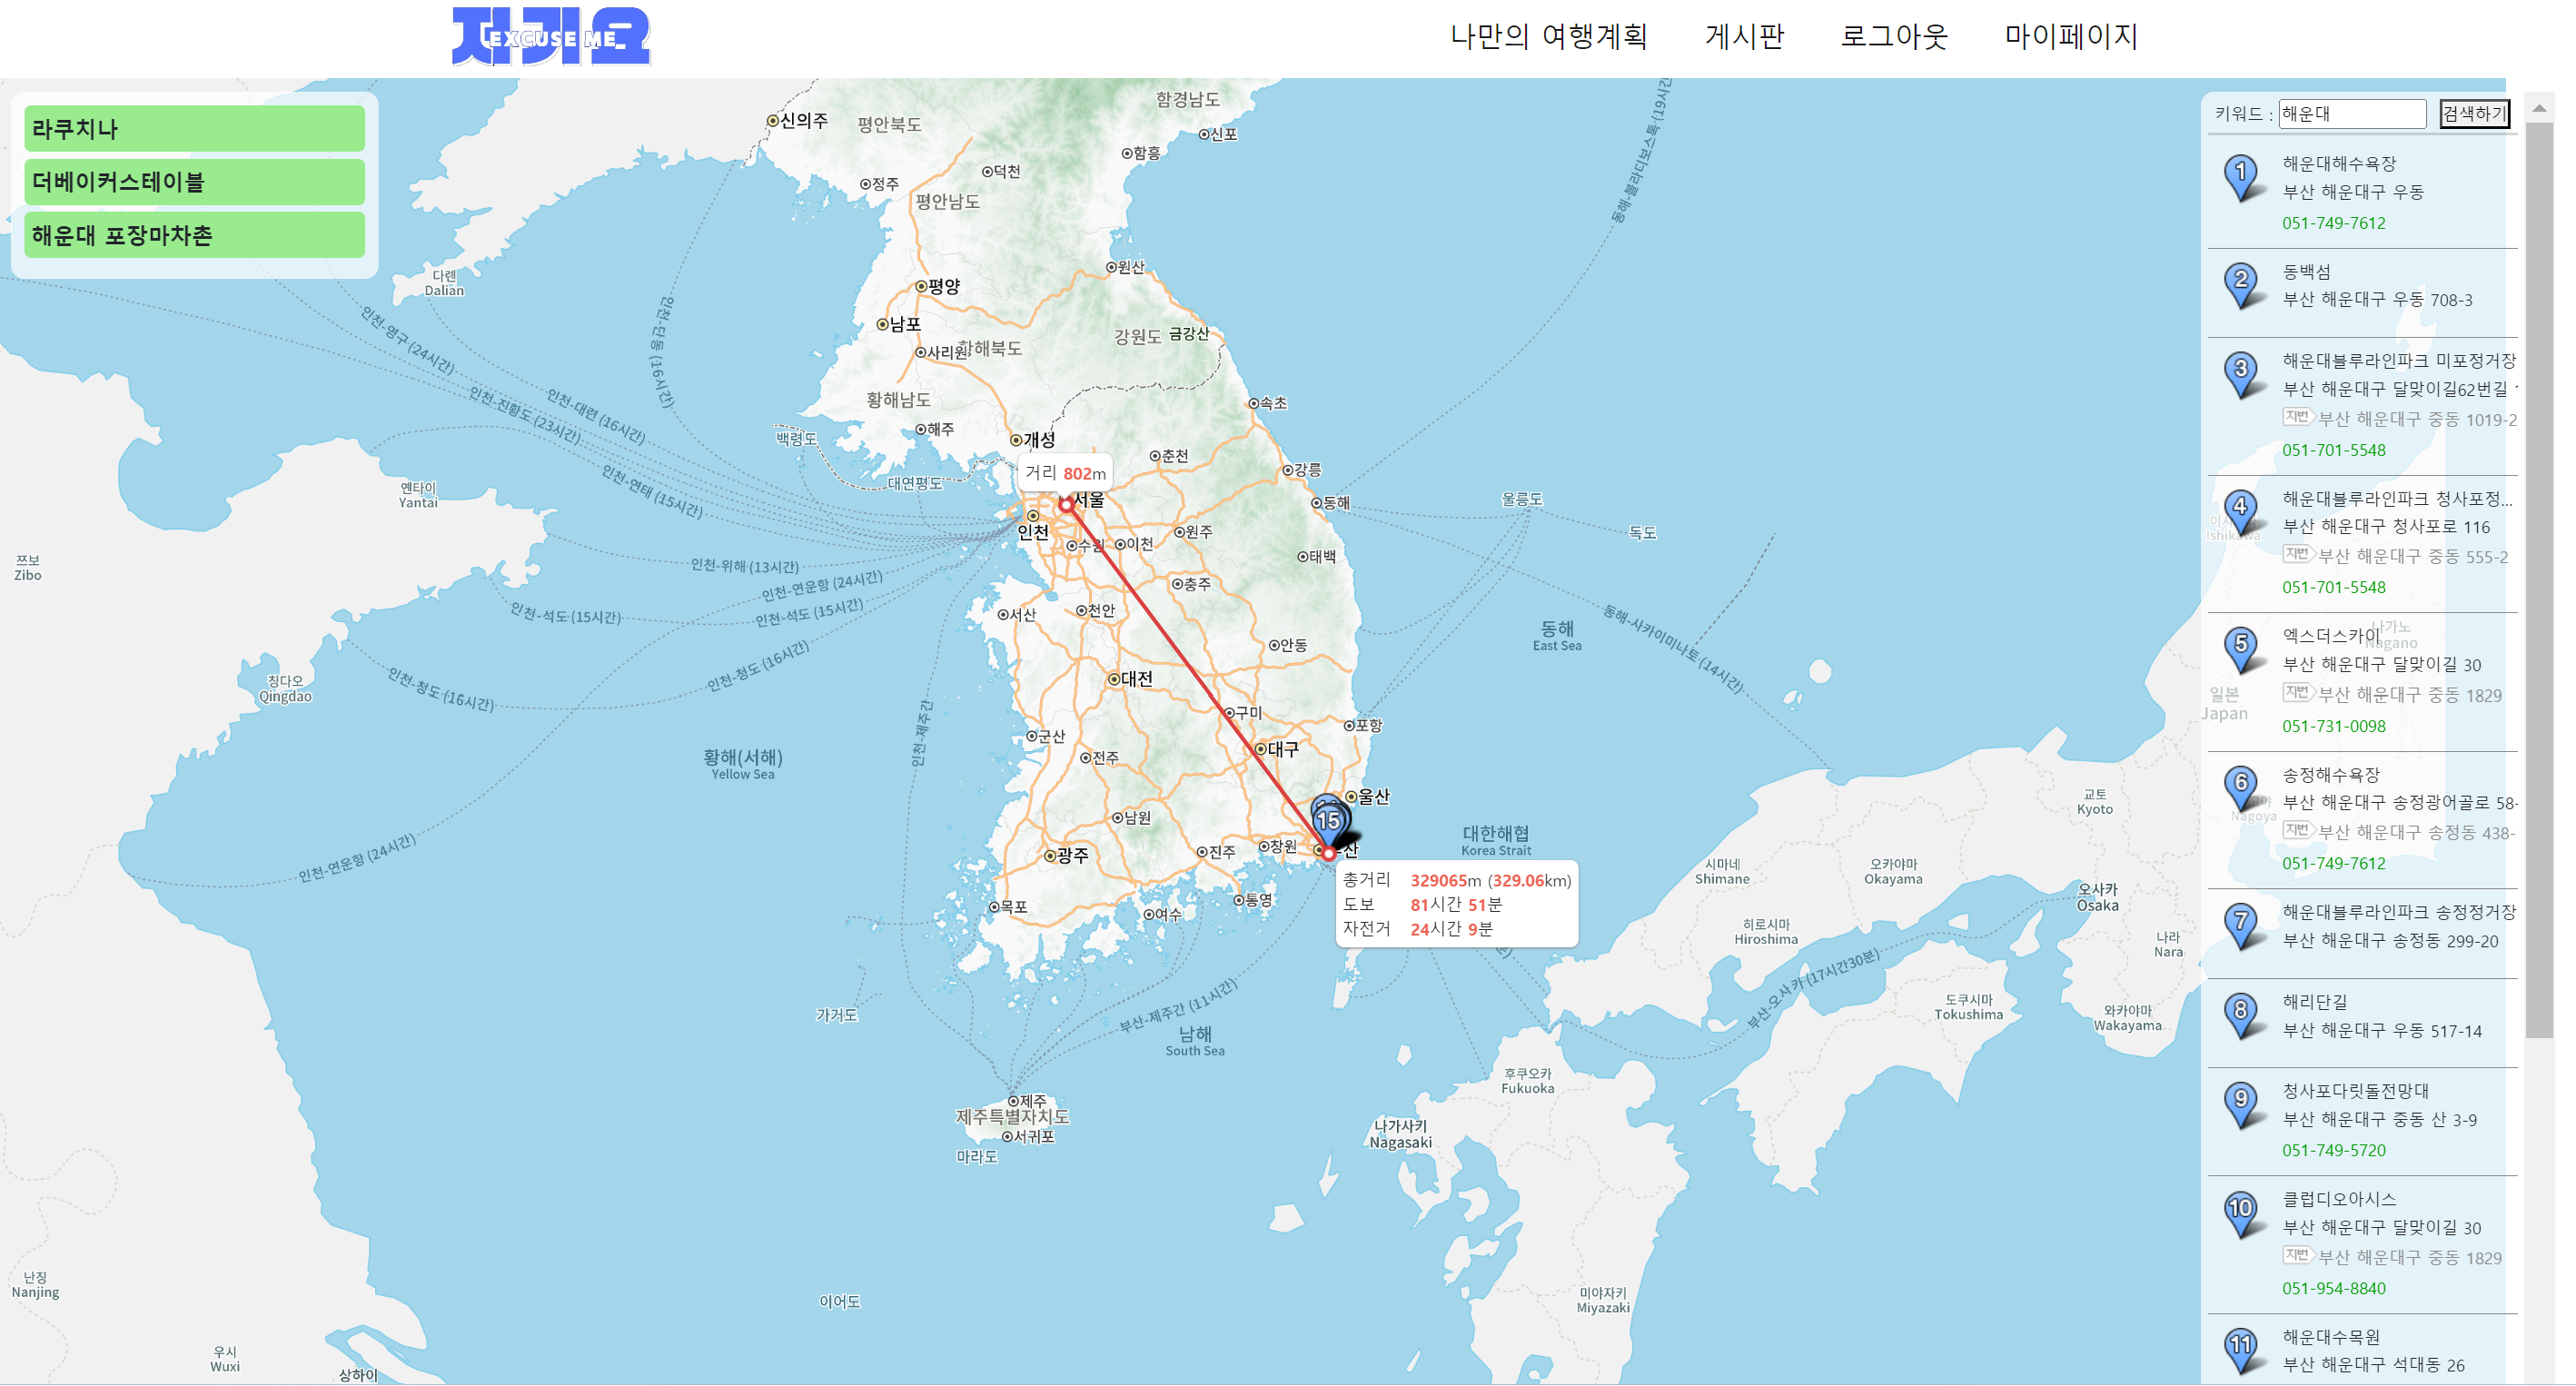 저기요
EXCUSE ME
나만의 여행계획
게시판
로그아웃
마이페이지
라쿠치나
더베이커스테이블
해운대 포장마차촌
키워드 : 해운대 검색하기
1
해운대해수욕장
부산 해운대구 우동
051-749-7612
2
동백섬
부산 해운대구 우동 708-3
3
해운대블루라인파크 미포정거장
부산 해운대구 달맞이길62번길
지번 부산 해운대구 중동 1019-2
051-701-5548
4
해운대블루라인파크 청사포정...
부산 해운대구 청사포로 116
지번 부산 해운대구 중동 555-2
051-701-5548
5
엑스더스카이
부산 해운대구 달맞이길 30
지번 부산 해운대구 중동 1829
051-731-0098
6
송정해수욕장
부산 해운대구 송정광어골로 58-
지번 부산 해운대구 송정동 438-
051-749-7612
7
해운대블루라인파크 송정정거장
부산 해운대구 송정동 299-20
8
해리단길
부산 해운대구 우동 517-14
9
청사포다릿돌전망대
부산 해운대구 중동 산 3-9
051-749-5720
10
클럽디오아시스
부산 해운대구 달맞이길 30
지번 부산 해운대구 중동 1829
051-954-8840
11
해운대수목원
부산 해운대구 석대동 26
신의주
평안북도
함경남도
신포
함흥
정주
덕천
평안남도
원산
다롄
Dalian
평양
남포
사리원
황해북도
강원도
금강산
황해남도
해주
개성
속초
백령도
대연평도
춘천
강릉
거리 802m
서울
인천
동해
울릉도
독도
수원
이천
원주
태백
충주
서산
천안
안동
대전
구미
대구
포항
군산
전주
울산
15
남원
광주
진주
창원
산
목포
여수
통영
총거리 329065m (329.06km)
도보 81시간 51분
자전거 24시간 9분
인천-영구 (24시간)
인천-단동 (16시간)
인천-진황도 (23시간)
인천-대련 (16시간)
인천-연태 (15시간)
인천-위해 (13시간)
인천-연운항 (24시간)
인천-석도 (15시간)
인천-석도 (15시간)
인천-청도 (16시간)
인천-청도 (16시간)
인천-연운항 (24시간)
인천-제주간
동해-블라디보스톡 (19시간
동해-사카이미나토 (14시간)
부산-제주간 (11시간)
부산-오사카 (17시간30분)
옌타이
Yantai
쯔보
Zibo
칭다오
Qingdao
황해(서해)
Yellow Sea
동해
East Sea
대한해협
Korea Strait
남해
South Sea
가거도
제주
제주특별자치도
서귀포
마라도
이어도
난징
Nanjing
우시
Wuxi
상하이
이시
Ishikawa
나가노
Nagano
일본
Japan
Nagoya
교토
Kyoto
시마네
Shimane
오카야마
Okayama
오사카
Osaka
히로시마
Hiroshima
나라
Nara
도쿠시마
Tokushima
와카야마
Wakayama
후쿠오카
Fukuoka
나가사키
Nagasaki
미야자키
Miyazaki